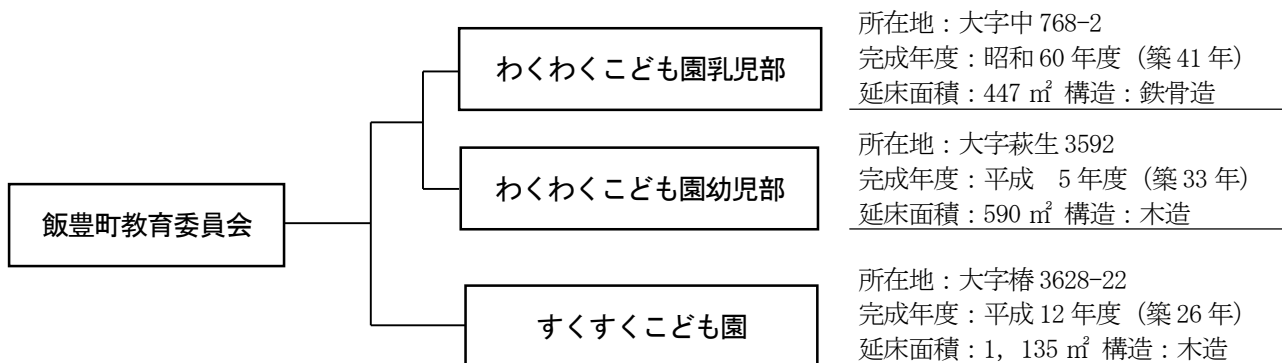 飯豊町教育委員会
わくわくこども園乳児部
所在地：大字中 768-2
完成年度：昭和 60 年度（築 41 年）
延床面積：447 ㎡ 構造：鉄骨造
わくわくこども園幼児部
所在地：大字萩生 3592
完成年度：平成　5 年度（築 33 年）
延床面積：590 ㎡ 構造：木造
すくすくこども園
所在地：大字椿 3628-22
完成年度：平成 12 年度（築 26 年）
延床面積：1, 135 ㎡ 構造：木造